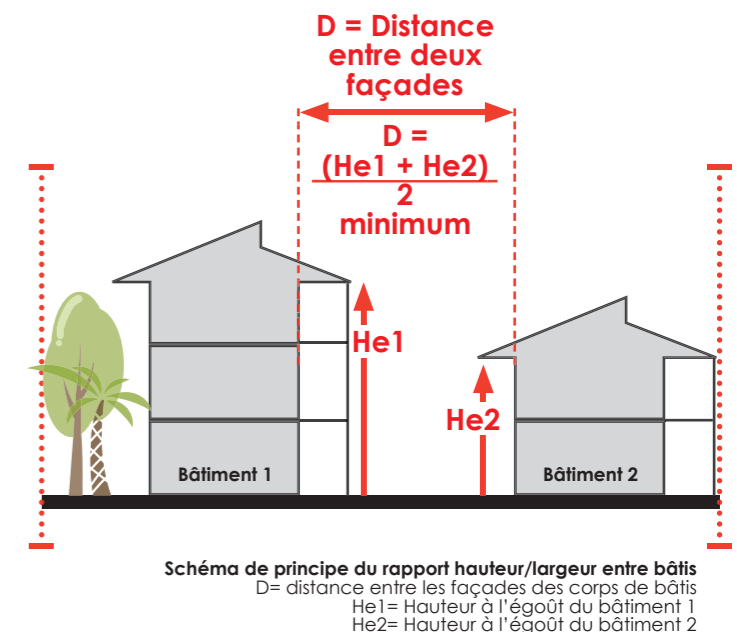 D = Distance
entre deux
façades
D =
(He1 + He2)
2
minimum
He1
He2
Bâtiment 1
Bâtiment 2
Schéma de principe du rapport hauteur/largeur entre bâtis
D= distance entre les façades des corps de bâtis
He1= Hauteur à l'égoût du bâtiment 1
He2= Hauteur à l'égoût du bâtiment 2